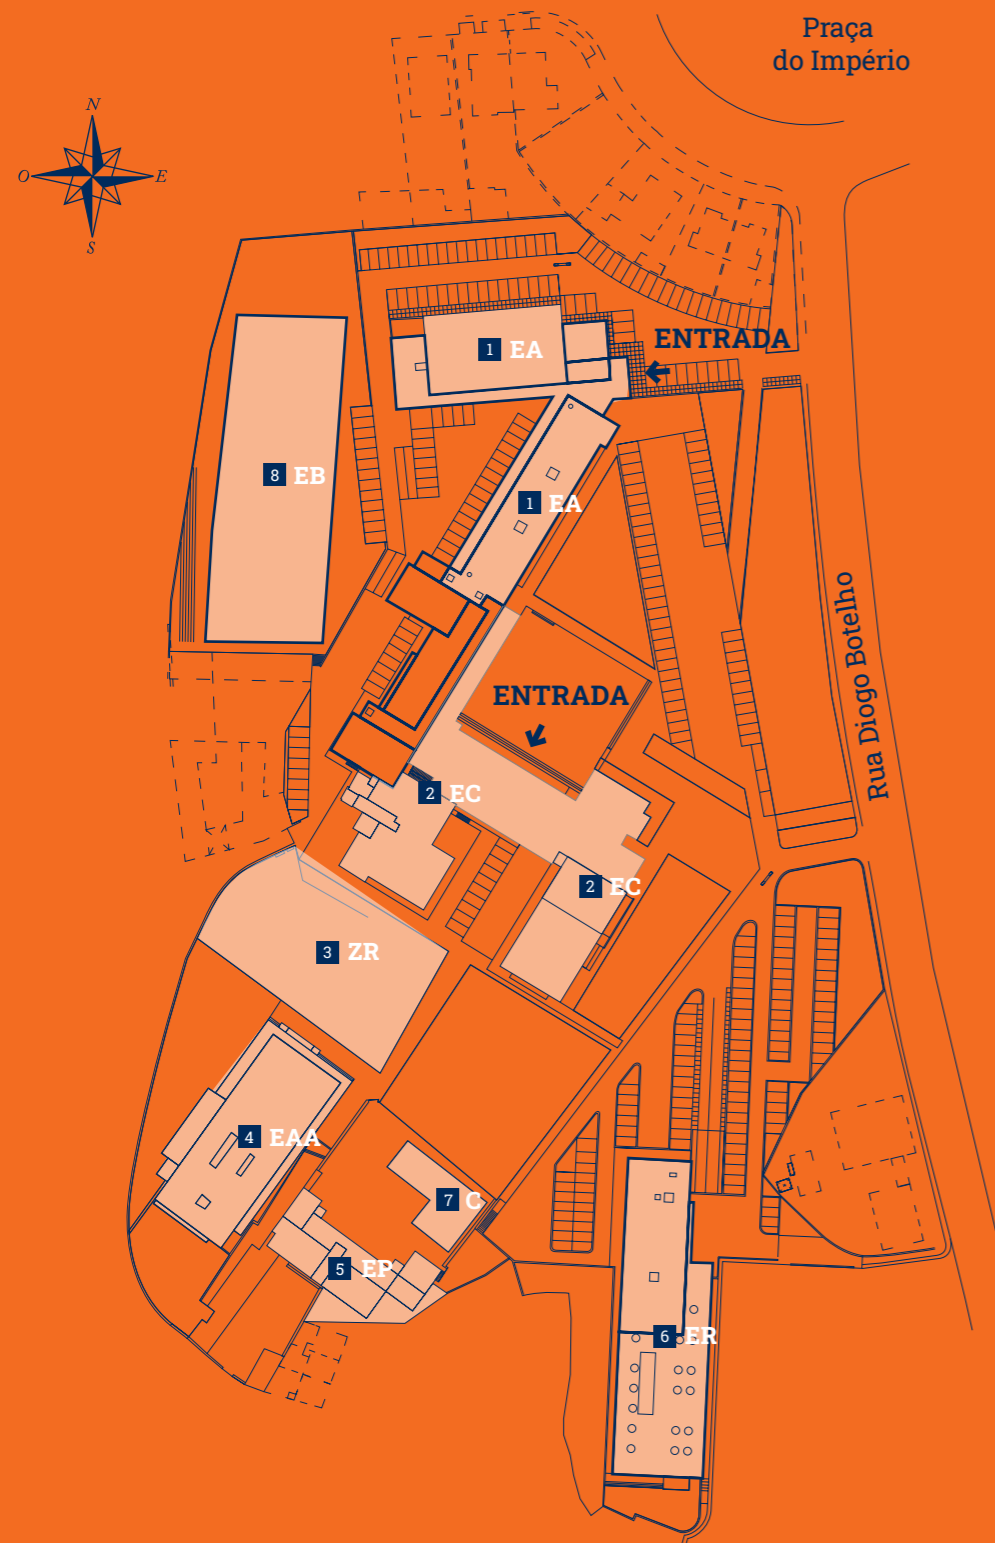 Praça
do Império
N
O
E
S
ENTRADA
1 EA
8 EB
1 EA
Rua Diogo Botelho
ENTRADA
2 EC
2 EC
3 ZR
4 EAA
7 C
5 EP
6 ER